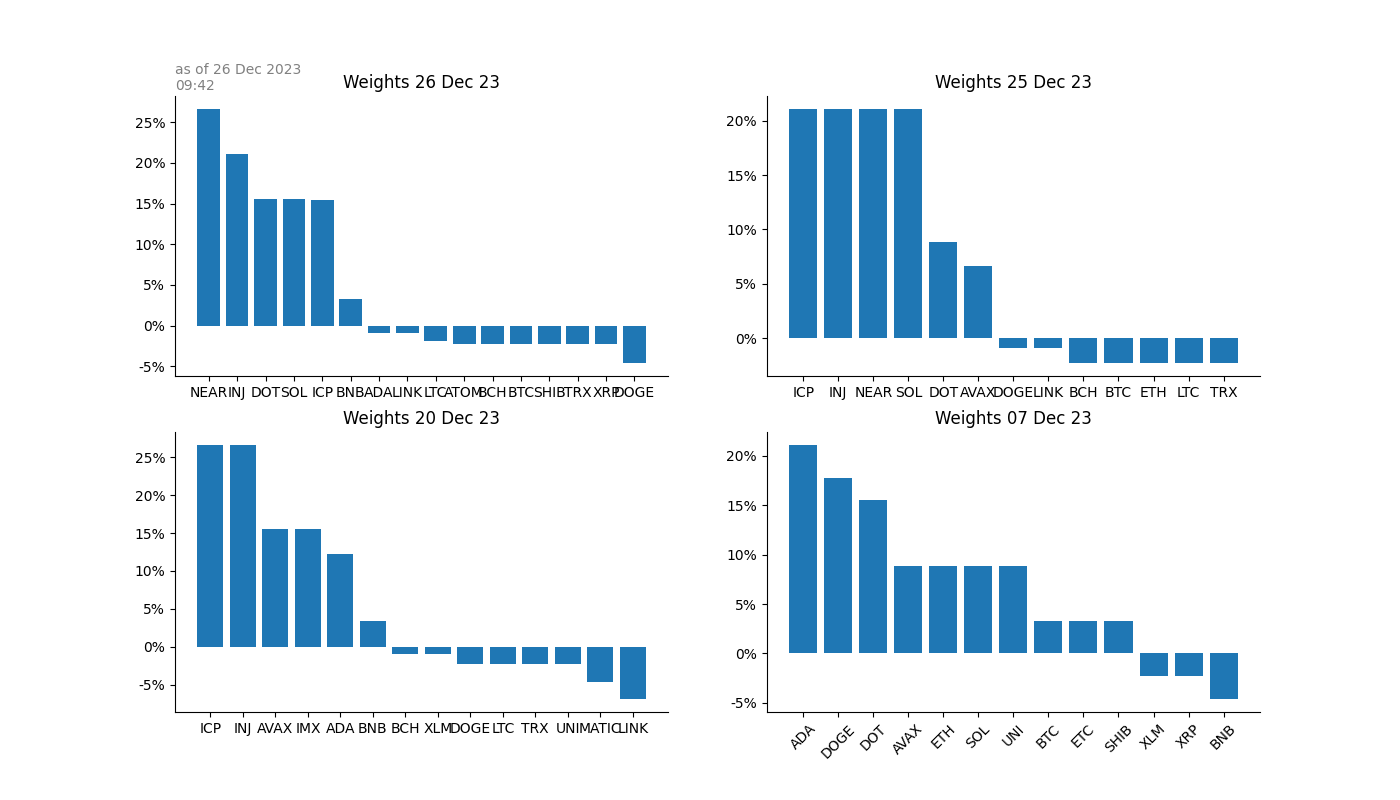 as of 26 Dec 2023
09:42
Weights 26 Dec 23
25%
20%
15%
10%
5%
0%
-5%
NEAR INJ DOT SOL ICP BNB ADA LINK LTC ATOM BCH BTC SHIB TRX XRP DOGE
Weights 25 Dec 23
20%
15%
10%
5%
0%
ICP INJ NEAR SOL DOT AVAX DOGE LINK BCH BTC ETH LTC TRX
Weights 20 Dec 23
25%
20%
15%
10%
5%
0%
-5%
ICP INJ AVAX IMX ADA BNB BCH XLM DOGE LTC TRX UNI MATIC LINK
Weights 07 Dec 23
20%
15%
10%
5%
0%
-5%
ADA DOGE DOT AVAX ETH SOL UNI BTC ETC SHIB XLM XRP BNB